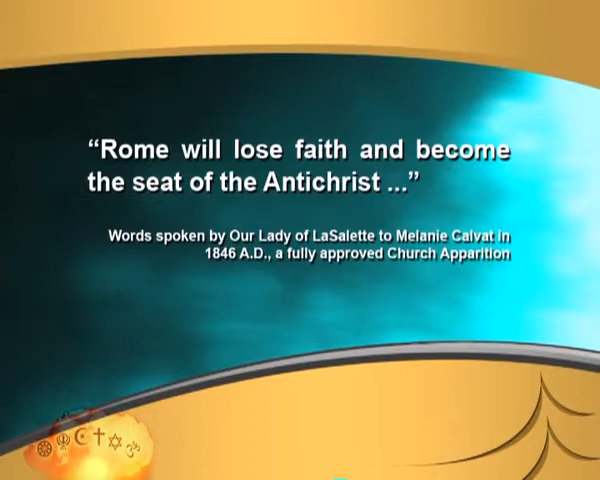 “Rome will lose faith and become
the seat of the Antichrist ...”
Words spoken by Our Lady of LaSalette to Melanie Calvat in
1846 A.D., a fully approved Church Apparition